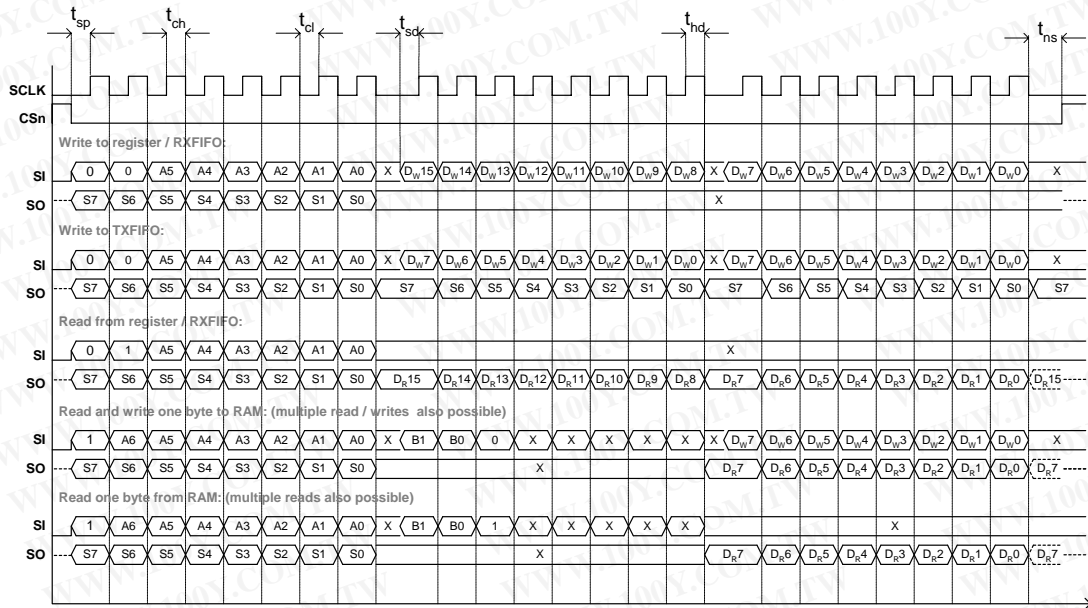 tsp tch tcl tsd thd tns
SCLK
CSn
Write to register / RXFIFO:
SI 0 0 A5 A4 A3 A2 A1 A0 X DW15 DW14 DW13 DW12 DW11 DW10 DW9 DW8 X DW7 DW6 DW5 DW4 DW3 DW2 DW1 DW0 X
SO S7 S6 S5 S4 S3 S2 S1 S0 X
Write to TXFIFO:
SI 0 0 A5 A4 A3 A2 A1 A0 X DW7 DW6 DW5 DW4 DW3 DW2 DW1 DW0 X DW7 DW6 DW5 DW4 DW3 DW2 DW1 DW0 X
SO S7 S6 S5 S4 S3 S2 S1 S0 S7 S6 S5 S4 S3 S2 S1 S0 S7 S6 S5 S4 S3 S2 S1 S0 S7
Read from register / RXFIFO:
SI 0 1 A5 A4 A3 A2 A1 A0 X
SO S7 S6 S5 S4 S3 S2 S1 S0 DR15 DR14 DR13 DR12 DR11 DR10 DR9 DR8 DR7 DR6 DR5 DR4 DR3 DR2 DR1 DR0 DR15
Read and write one byte to RAM: (multiple read / writes also possible)
SI 1 A6 A5 A4 A3 A2 A1 A0 X B1 B0 0 X X X X X X DW7 DW6 DW5 DW4 DW3 DW2 DW1 DW0 X
SO S7 S6 S5 S4 S3 S2 S1 S0 X DR7 DR6 DR5 DR4 DR3 DR2 DR1 DR0 DR7
Read one byte from RAM: (multiple reads also possible)
SI 1 A6 A5 A4 A3 A2 A1 A0 X B1 B0 1 X X X X X X
SO S7 S6 S5 S4 S3 S2 S1 S0 X DR7 DR6 DR5 DR4 DR3 DR2 DR1 DR0 DR7
WWW.100Y.COM.TW